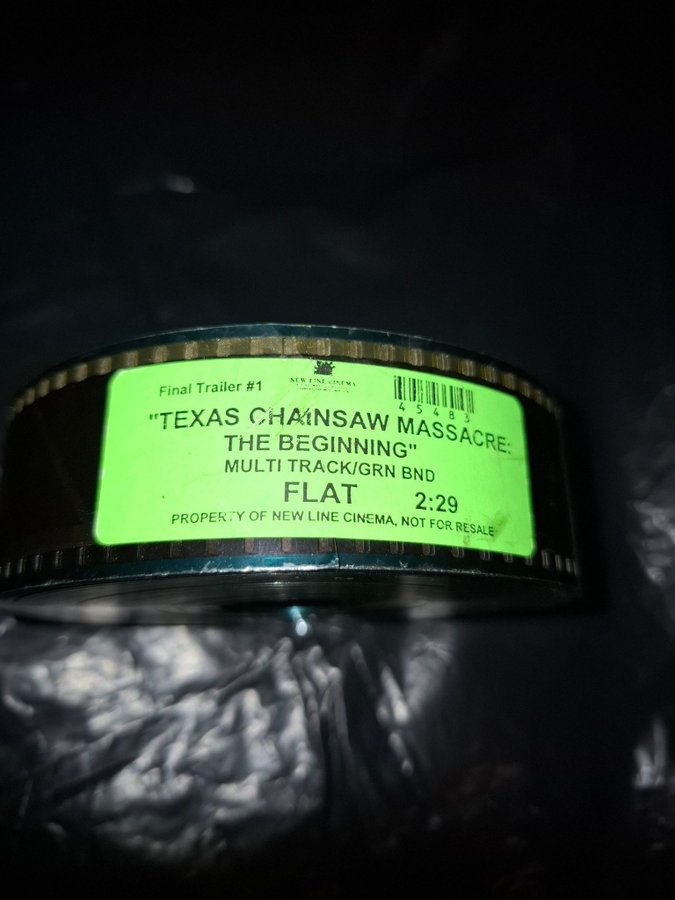 Final Trailer #1
NEW LINE CINEMA
45483
"TEXAS CHAINSAW MASSACRE:
THE BEGINNING"
MULTI TRACK/GRN BND
FLAT 2:29
PROPERTY OF NEW LINE CINEMA, NOT FOR RESALE